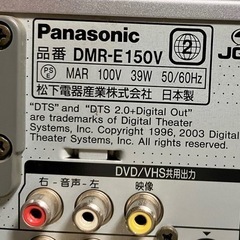 Panasonic
品番 DMR-E150V
2
PS E MAR 100V 39W 50/60Hz
松下電器産業株式会社 日本製
"DTS" and "DTS 2.0+Digital Out"
are trademarks of Digital Theater
Systems, Inc. Copyright 1996, 2003 Digital
Theater Systems, Inc. All Rights Reserved.
DVD/VHS共用出力
右-音声-左 映像